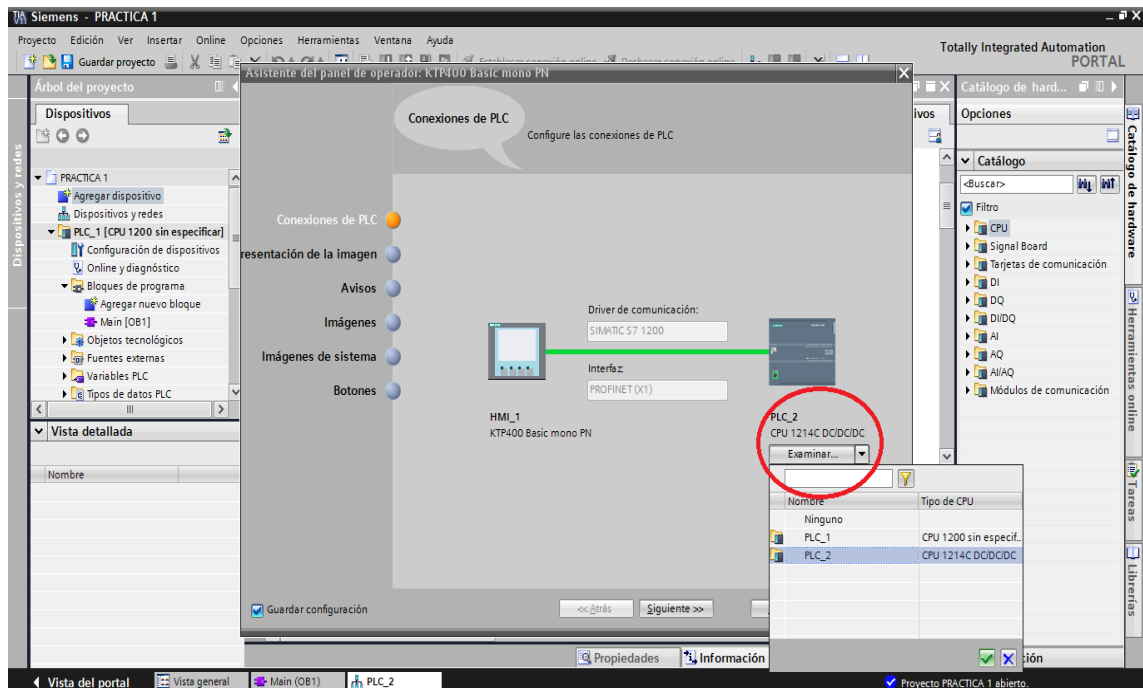 Siemens - PRACTICA 1
Proyecto Edición Ver Insertar Online Opciones Herramientas Ventana Ayuda
Totally Integrated Automation
PORTAL
Guardar proyecto
Establecer conexión online
Deshacer conexión online
Asistente del panel de operador: KTP400 Basic mono PN
Árbol del proyecto
Dispositivos
PRACTICA 1
Agregar dispositivo
Dispositivos y redes
PLC_1 [CPU 1200 sin especificar]
Configuración de dispositivos
Online y diagnóstico
Bloques de programa
Agregar nuevo bloque
Main [OB1]
Objetos tecnológicos
Fuentes externas
Variables PLC
Tipos de datos PLC
Vista detallada
Nombre
Dispositivos y redes
Conexiones de PLC
Configure las conexiones de PLC
Conexiones de PLC
resentación de la imagen
Avisos
Imágenes
Imágenes de sistema
Botones
Driver de comunicación:
SIMATIC S7 1200
Interfaz:
PROFINET (X1)
HMI_1
KTP400 Basic mono PN
PLC_2
CPU 1214C DC/DC/DC
Examinar...
Nombre Tipo de CPU
Ninguno
PLC_1 CPU 1200 sin especif..
PLC_2 CPU 1214C DC/DC/DC
Guardar configuración
<< Atrás
Siguiente >>
ivos
Catálogo de hard...
Opciones
Catálogo
<Buscar>
Filtro
CPU
Signal Board
Tarjetas de comunicación
DI
DQ
DI/DQ
AI
AQ
AI/AQ
Módulos de comunicación
Catálogo de hardware
Herramientas online
Tareas
Librerías
Propiedades
Información
ión
Vista del portal
Vista general
Main (OB1)
PLC_2
Proyecto PRACTICA 1 abierto.